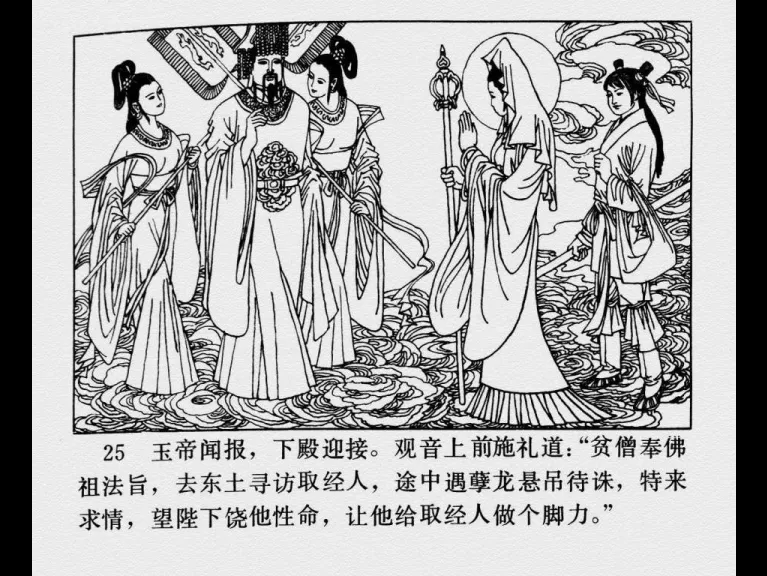 25 玉帝闻报，下殿迎接。观音上前施礼道：“贫僧奉佛
祖法旨，去东土寻访取经人，途中遇孽龙悬吊待诛，特来
求情，望陛下饶他性命，让他给取经人做个脚力。”